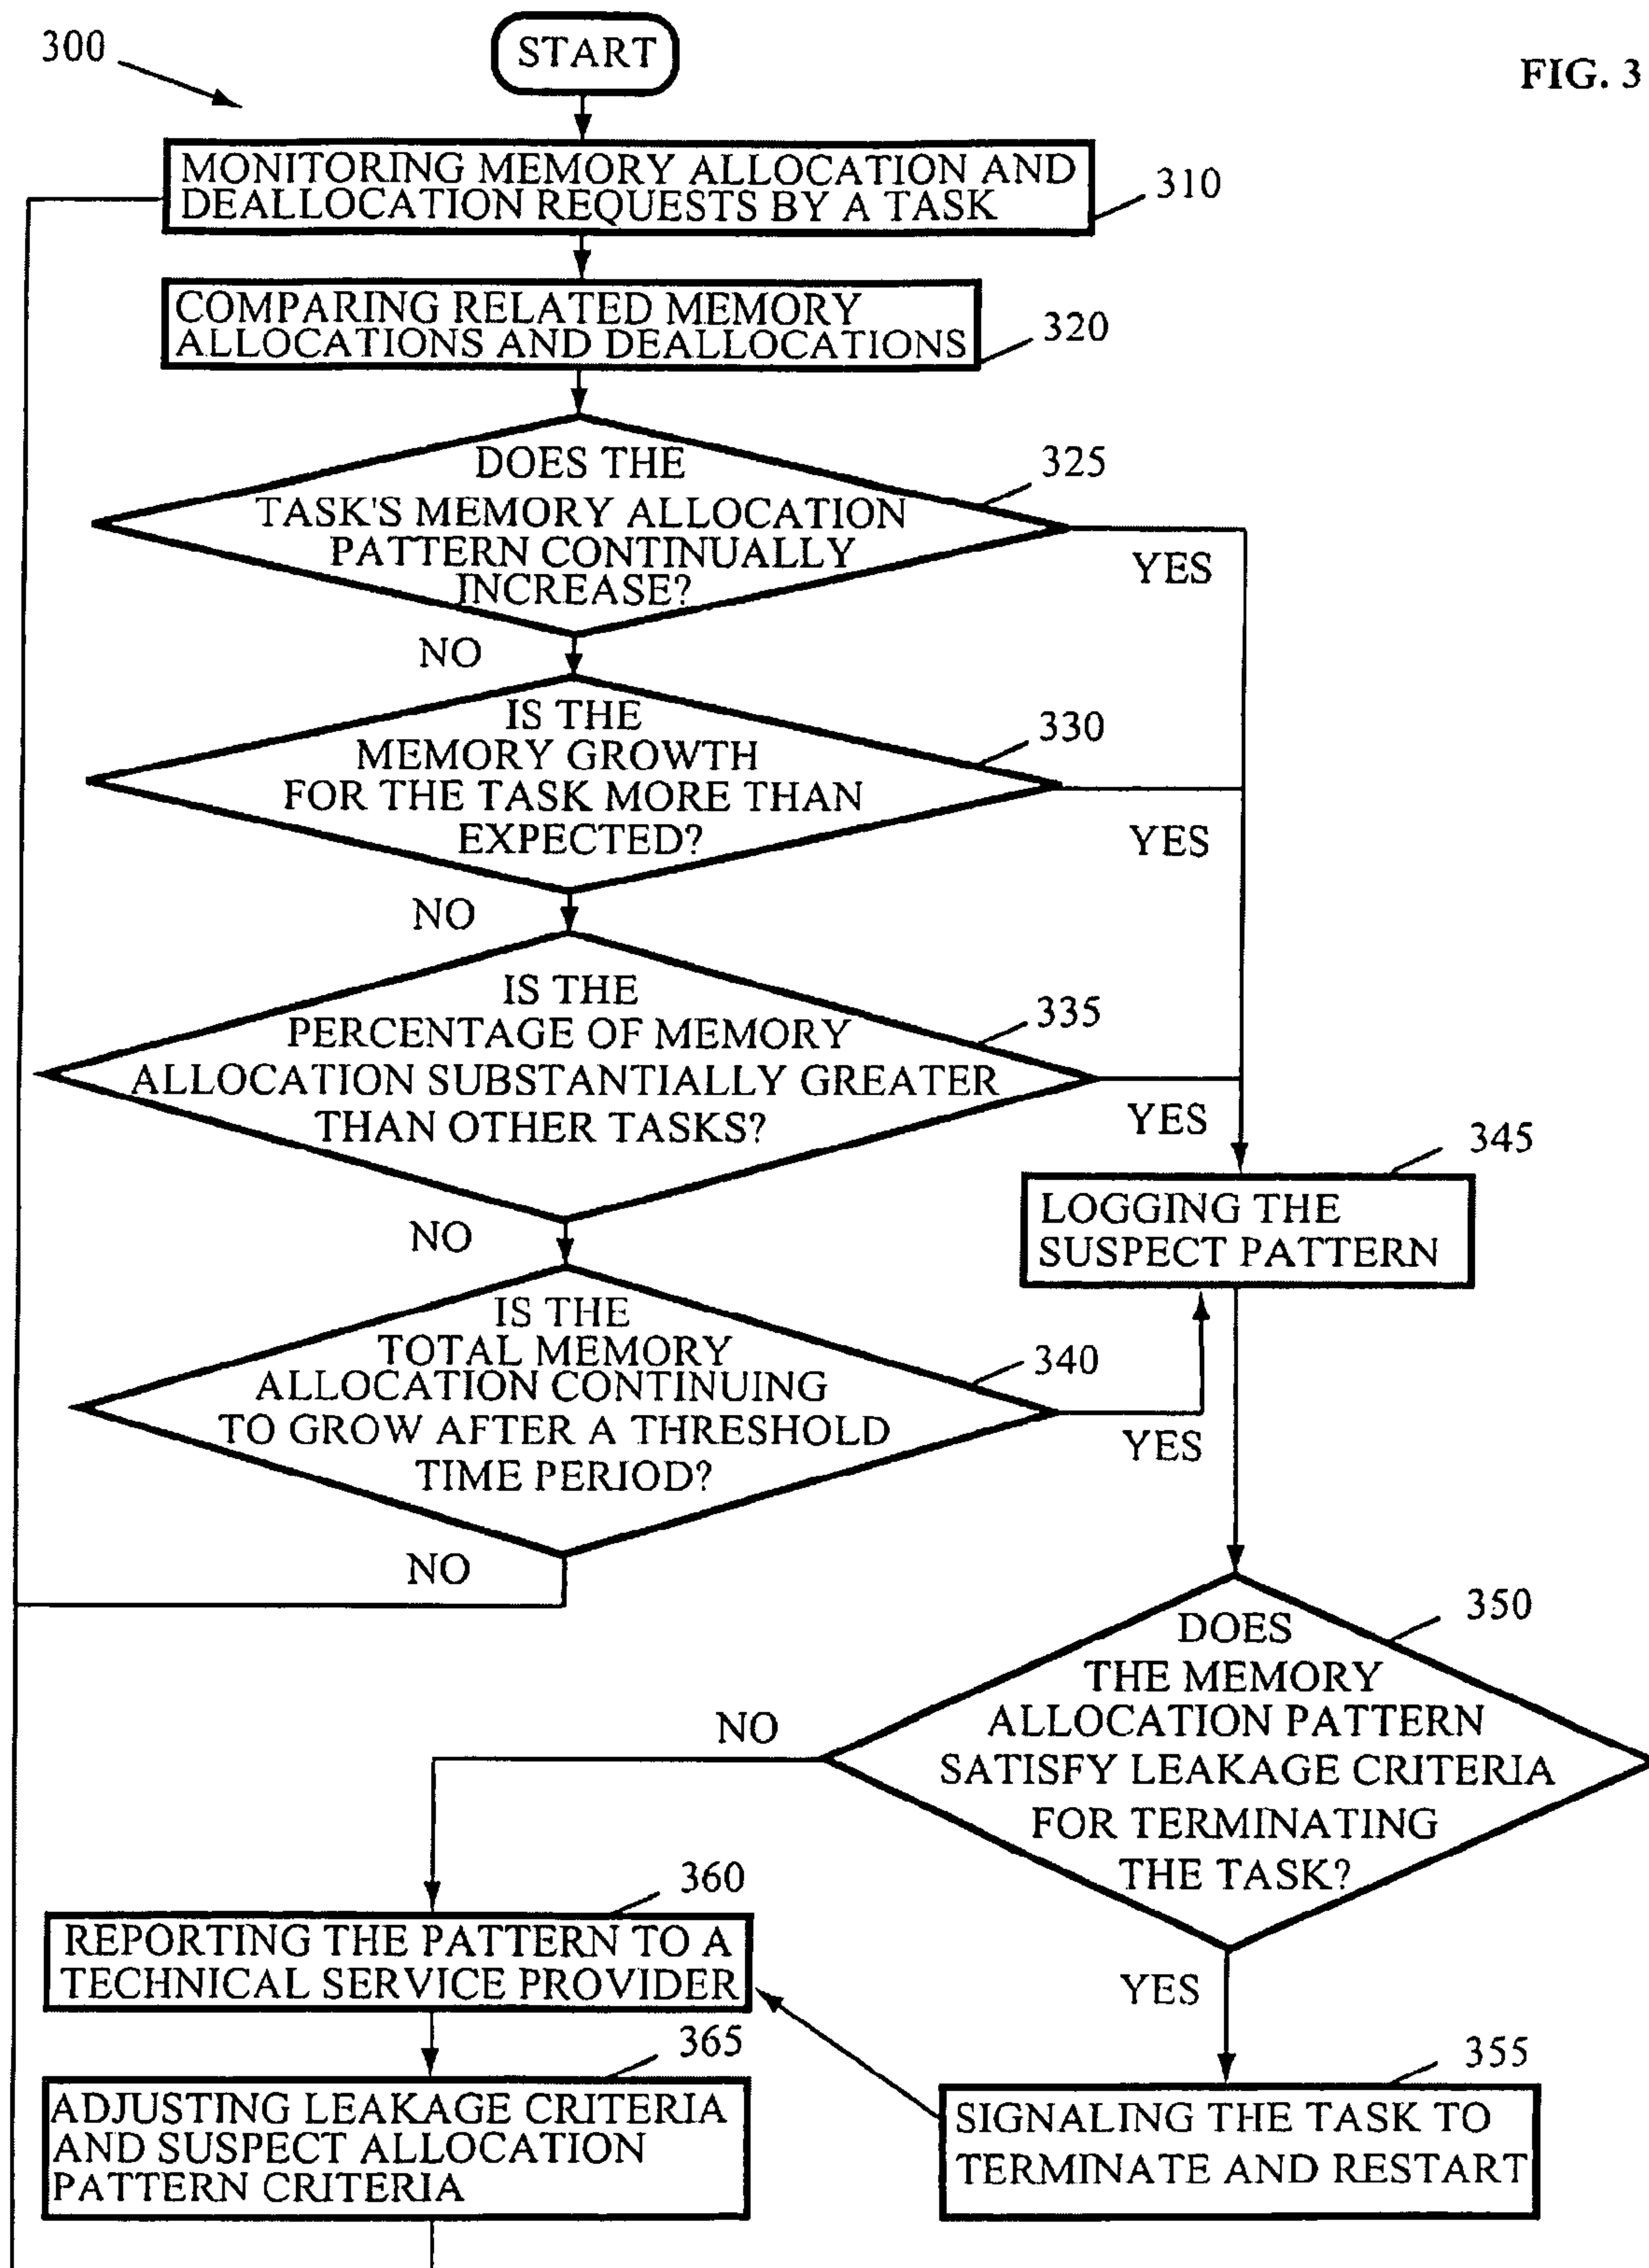 300
START
FIG. 3
MONITORING MEMORY ALLOCATION AND
DEALLOCATION REQUESTS BY A TASK
310
COMPARING RELATED MEMORY
ALLOCATIONS AND DEALLOCATIONS
320
DOES THE
TASK'S MEMORY ALLOCATION
PATTERN CONTINUALLY
INCREASE?
325
YES
NO
IS THE
MEMORY GROWTH
FOR THE TASK MORE THAN
EXPECTED?
330
YES
NO
IS THE
PERCENTAGE OF MEMORY
ALLOCATION SUBSTANTIALLY GREATER
THAN OTHER TASKS?
335
YES
NO
345
LOGGING THE
SUSPECT PATTERN
IS THE
TOTAL MEMORY
ALLOCATION CONTINUING
TO GROW AFTER A THRESHOLD
TIME PERIOD?
340
YES
NO
350
DOES
THE MEMORY
ALLOCATION PATTERN
SATISFY LEAKAGE CRITERIA
FOR TERMINATING
THE TASK?
NO
YES
360
REPORTING THE PATTERN TO A
TECHNICAL SERVICE PROVIDER
365
ADJUSTING LEAKAGE CRITERIA
AND SUSPECT ALLOCATION
PATTERN CRITERIA
355
SIGNALING THE TASK TO
TERMINATE AND RESTART